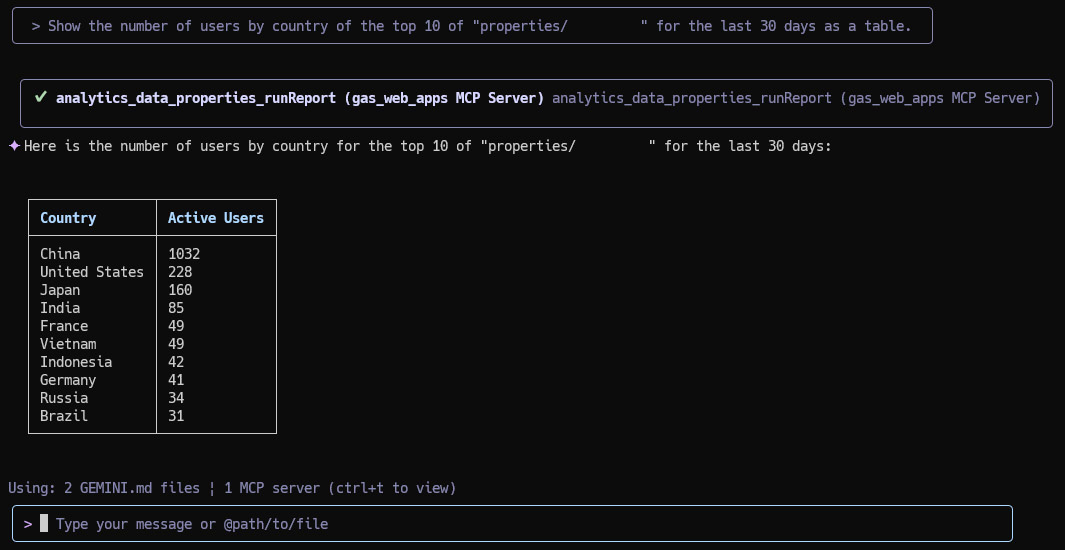 > Show the number of users by country of the top 10 of "properties/         " for the last 30 days as a table.
✓ analytics_data_properties_runReport (gas_web_apps MCP Server) analytics_data_properties_runReport (gas_web_apps MCP Server)
✦ Here is the number of users by country for the top 10 of "properties/         " for the last 30 days:
Country Active Users
China 1032
United States 228
Japan 160
India 85
France 49
Vietnam 49
Indonesia 42
Germany 41
Russia 34
Brazil 31
Using: 2 GEMINI.md files ¦ 1 MCP server (ctrl+t to view)
> Type your message or @path/to/file